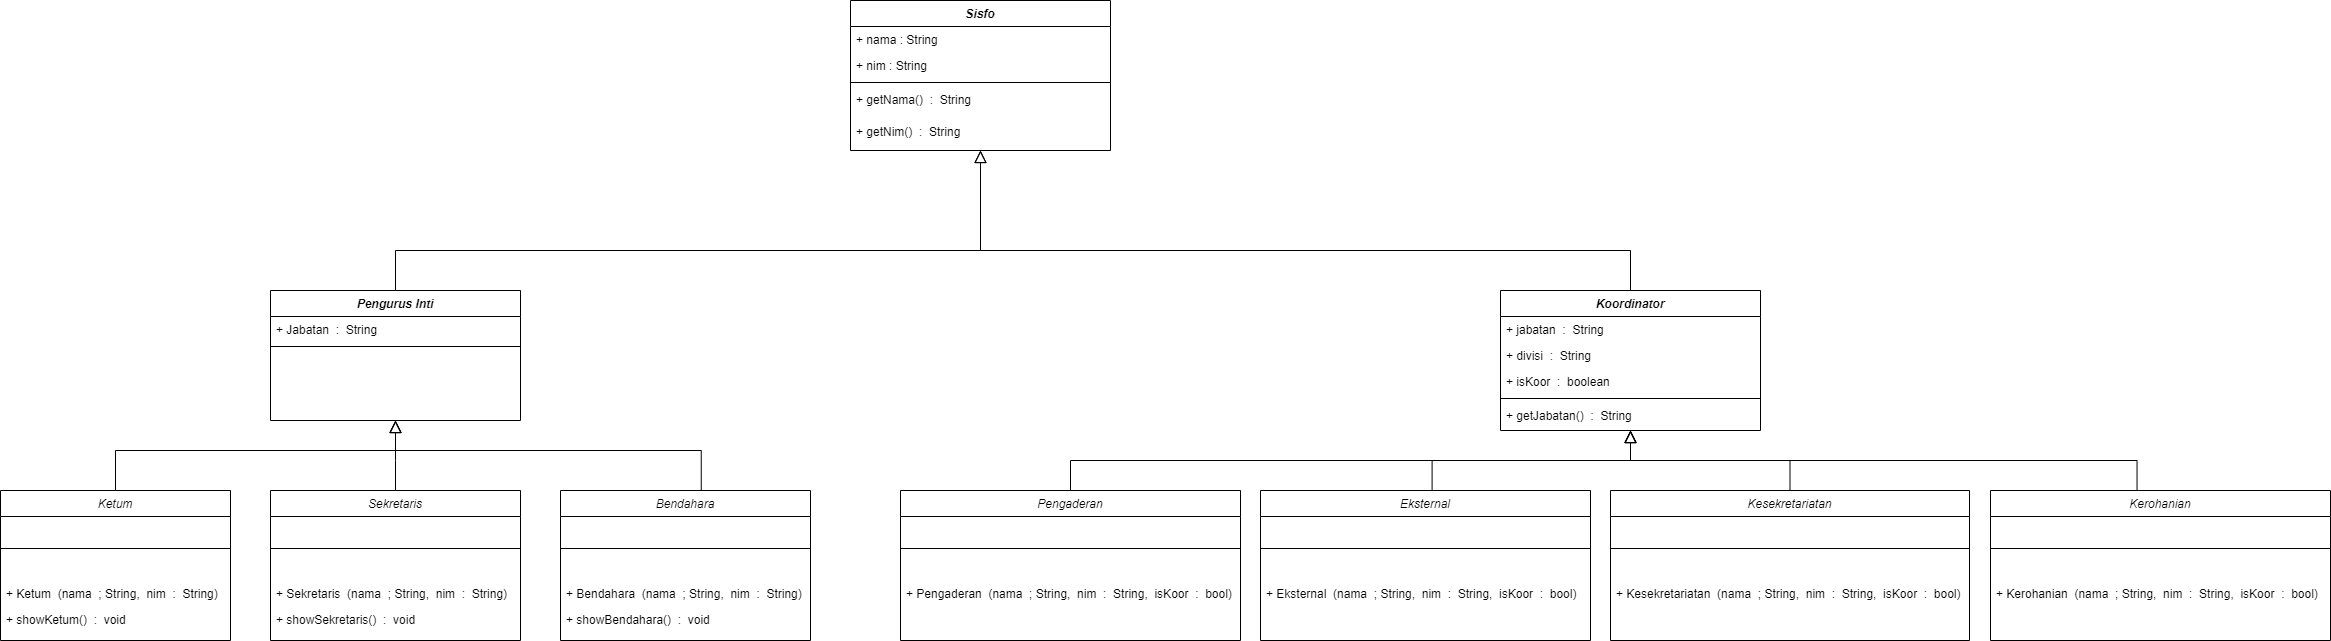 Sisfo
+ nama : String
+ nim : String
+ getNama() : String
+ getNim() : String
Pengurus Inti
+ Jabatan : String
Koordinator
+ jabatan : String
+ divisi : String
+ isKoor : boolean
+ getJabatan() : String
Ketum
+ Ketum (nama ; String, nim : String)
+ showKetum() : void
Sekretaris
+ Sekretaris (nama ; String, nim : String)
+ showSekretaris() : void
Bendahara
+ Bendahara (nama ; String, nim : String)
+ showBendahara() : void
Pengaderan
+ Pengaderan (nama ; String, nim : String, isKoor : bool)
Eksternal
+ Eksternal (nama ; String, nim : String, isKoor : bool)
Kesekretariatan
+ Kesekretariatan (nama ; String, nim : String, isKoor : bool)
Kerohanian
+ Kerohanian (nama ; String, nim : String, isKoor : bool)